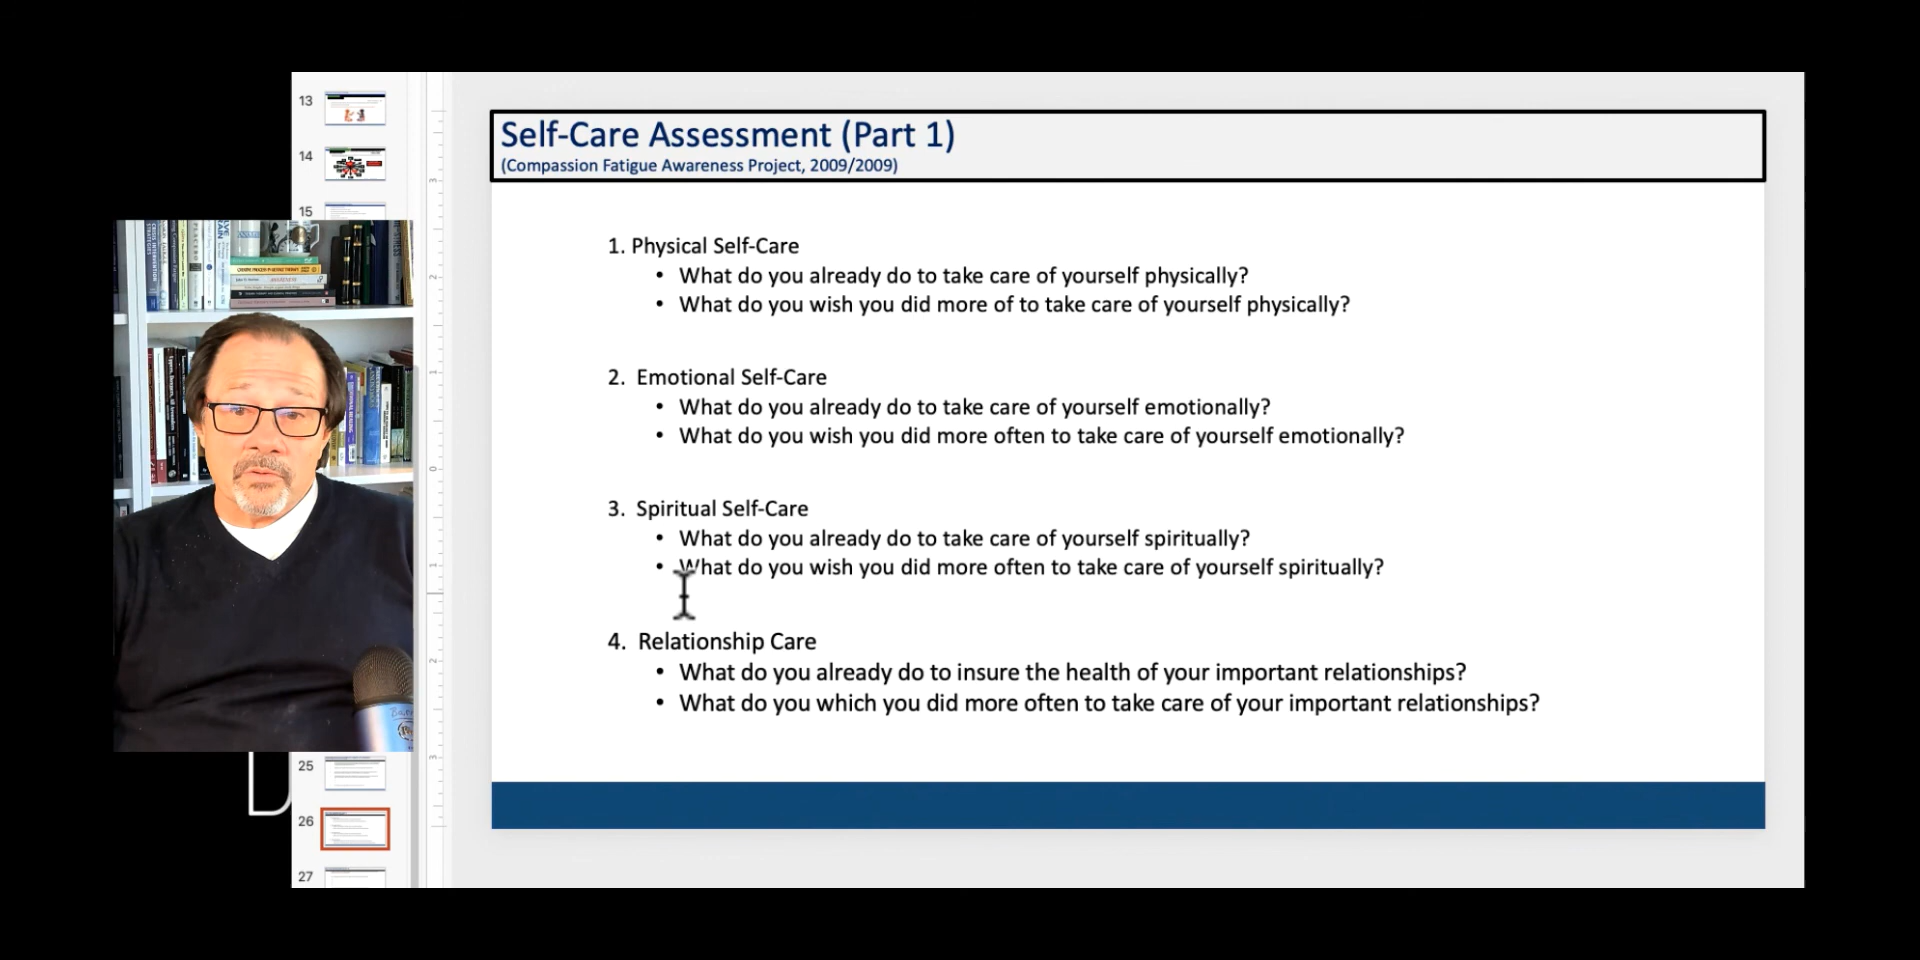 13
14
15
Self-Care Assessment (Part 1)
(Compassion Fatigue Awareness Project, 2009/2009)
1. Physical Self-Care
• What do you already do to take care of yourself physically?
• What do you wish you did more of to take care of yourself physically?
2. Emotional Self-Care
• What do you already do to take care of yourself emotionally?
• What do you wish you did more often to take care of yourself emotionally?
3. Spiritual Self-Care
• What do you already do to take care of yourself spiritually?
• What do you wish you did more often to take care of yourself spiritually?
4. Relationship Care
• What do you already do to insure the health of your important relationships?
• What do you which you did more often to take care of your important relationships?
25
26
27
3
2
1
0
1
2
3